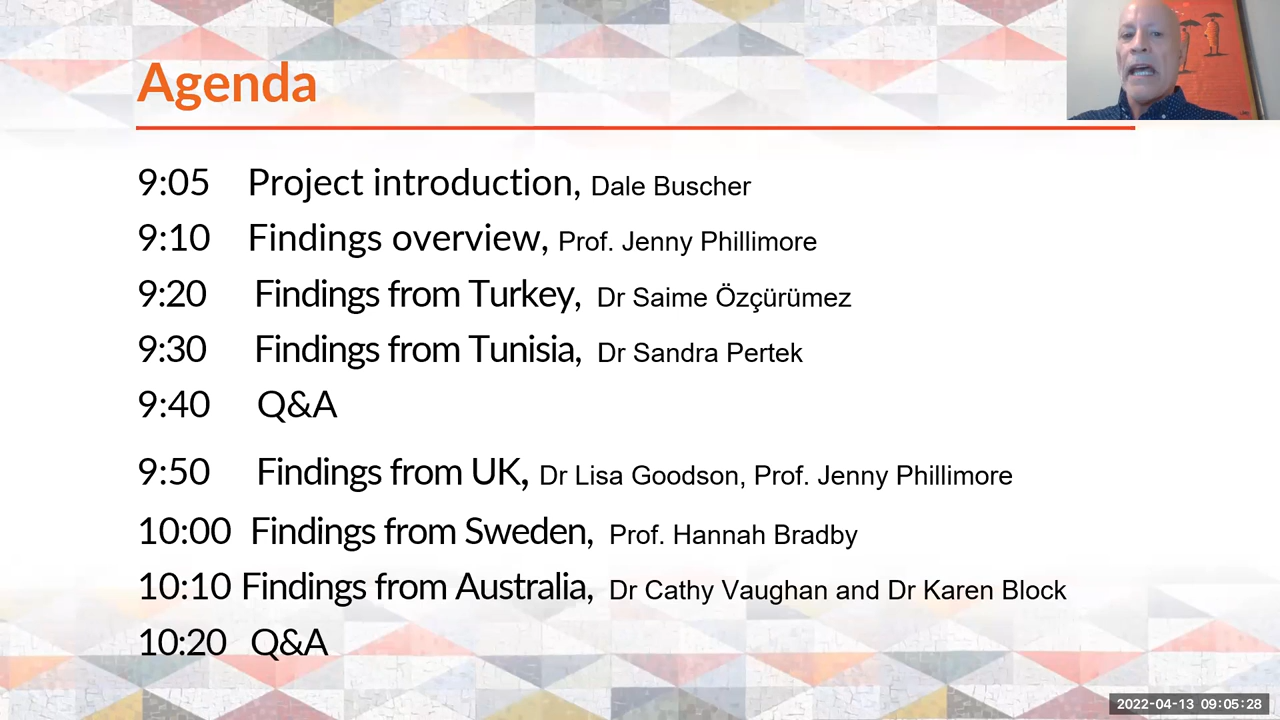 Agenda
9:05 Project introduction, Dale Buscher
9:10 Findings overview, Prof. Jenny Phillimore
9:20 Findings from Turkey, Dr Saime Özçürümez
9:30 Findings from Tunisia, Dr Sandra Pertek
9:40 Q&A
9:50 Findings from UK, Dr Lisa Goodson, Prof. Jenny Phillimore
10:00 Findings from Sweden, Prof. Hannah Bradby
10:10 Findings from Australia, Dr Cathy Vaughan and Dr Karen Block
10:20 Q&A
2022-04-13 09:05:28